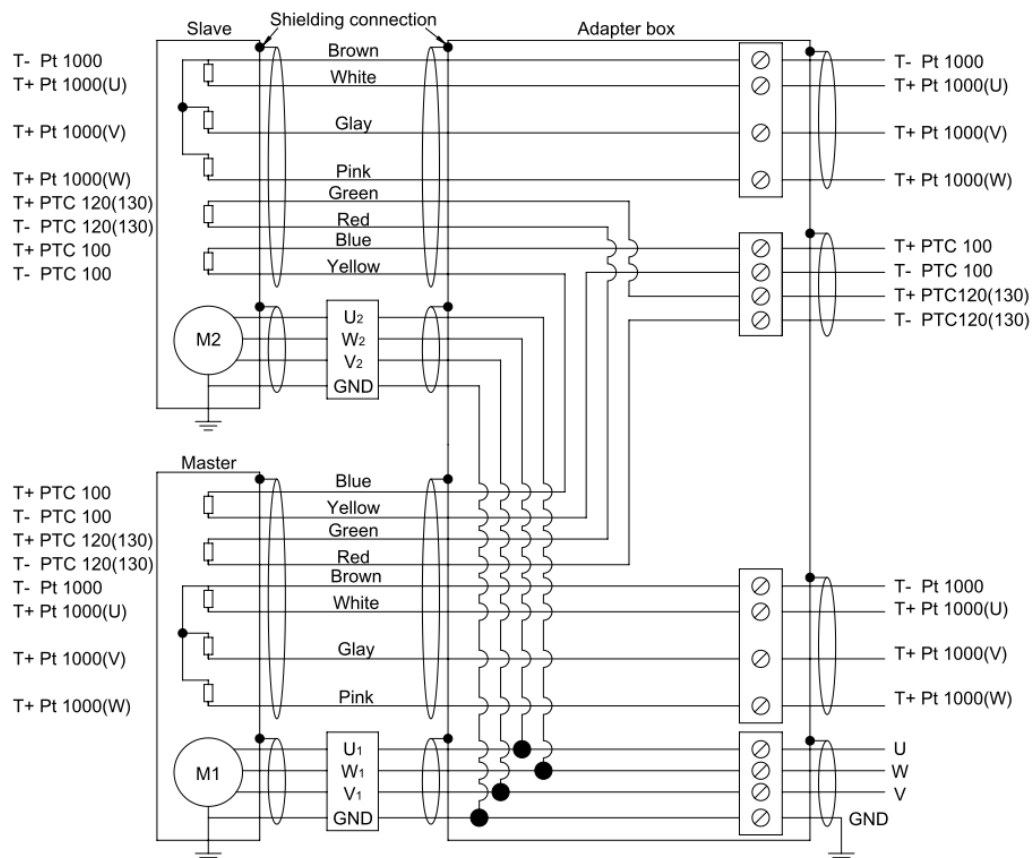 Shielding connection
Slave
Adapter box
T- Pt 1000
Brown
T- Pt 1000
T+ Pt 1000(U)
White
T+ Pt 1000(U)
T+ Pt 1000(V)
Glay
T+ Pt 1000(V)
T+ Pt 1000(W)
Pink
T+ Pt 1000(W)
T+ PTC 120(130)
Green
T- PTC 120(130)
Red
T+ PTC 100
Blue
T+ PTC 100
T- PTC 100
Yellow
T- PTC 100
T+ PTC120(130)
T- PTC120(130)
M2
U2
W2
V2
GND
Master
T+ PTC 100
Blue
T- PTC 100
Yellow
T+ PTC 120(130)
Green
T- PTC 120(130)
Red
T- Pt 1000
Brown
T- Pt 1000
T+ Pt 1000(U)
White
T+ Pt 1000(U)
T+ Pt 1000(V)
Glay
T+ Pt 1000(V)
T+ Pt 1000(W)
Pink
T+ Pt 1000(W)
M1
U1
U
W1
W
V1
V
GND
GND